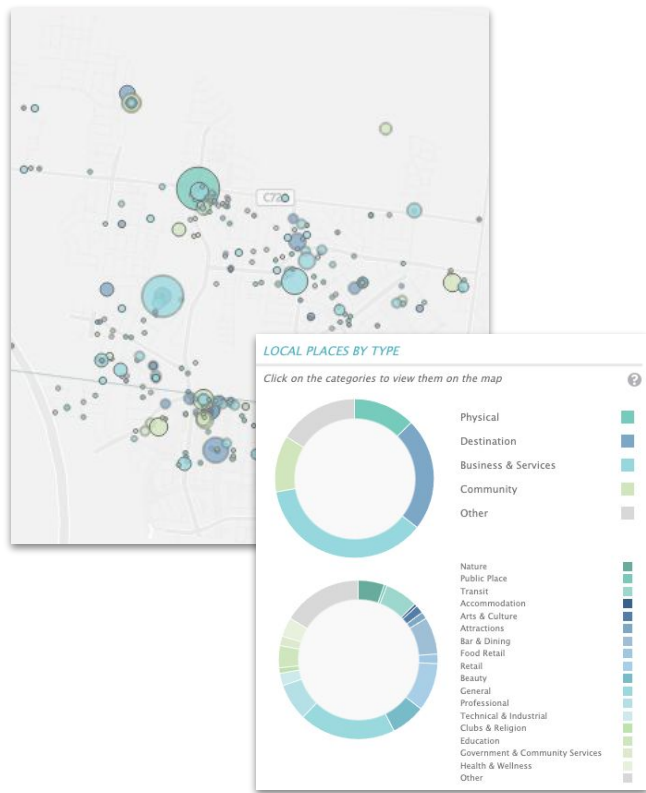 LOCAL PLACES BY TYPE
Click on the categories to view them on the map
?
Physical
Destination
Business & Services
Community
Other
Nature
Public Place
Transit
Accommodation
Arts & Culture
Attractions
Bar & Dining
Food Retail
Retail
Beauty
General
Professional
Technical & Industrial
Clubs & Religion
Education
Government & Community Services
Health & Wellness
Other